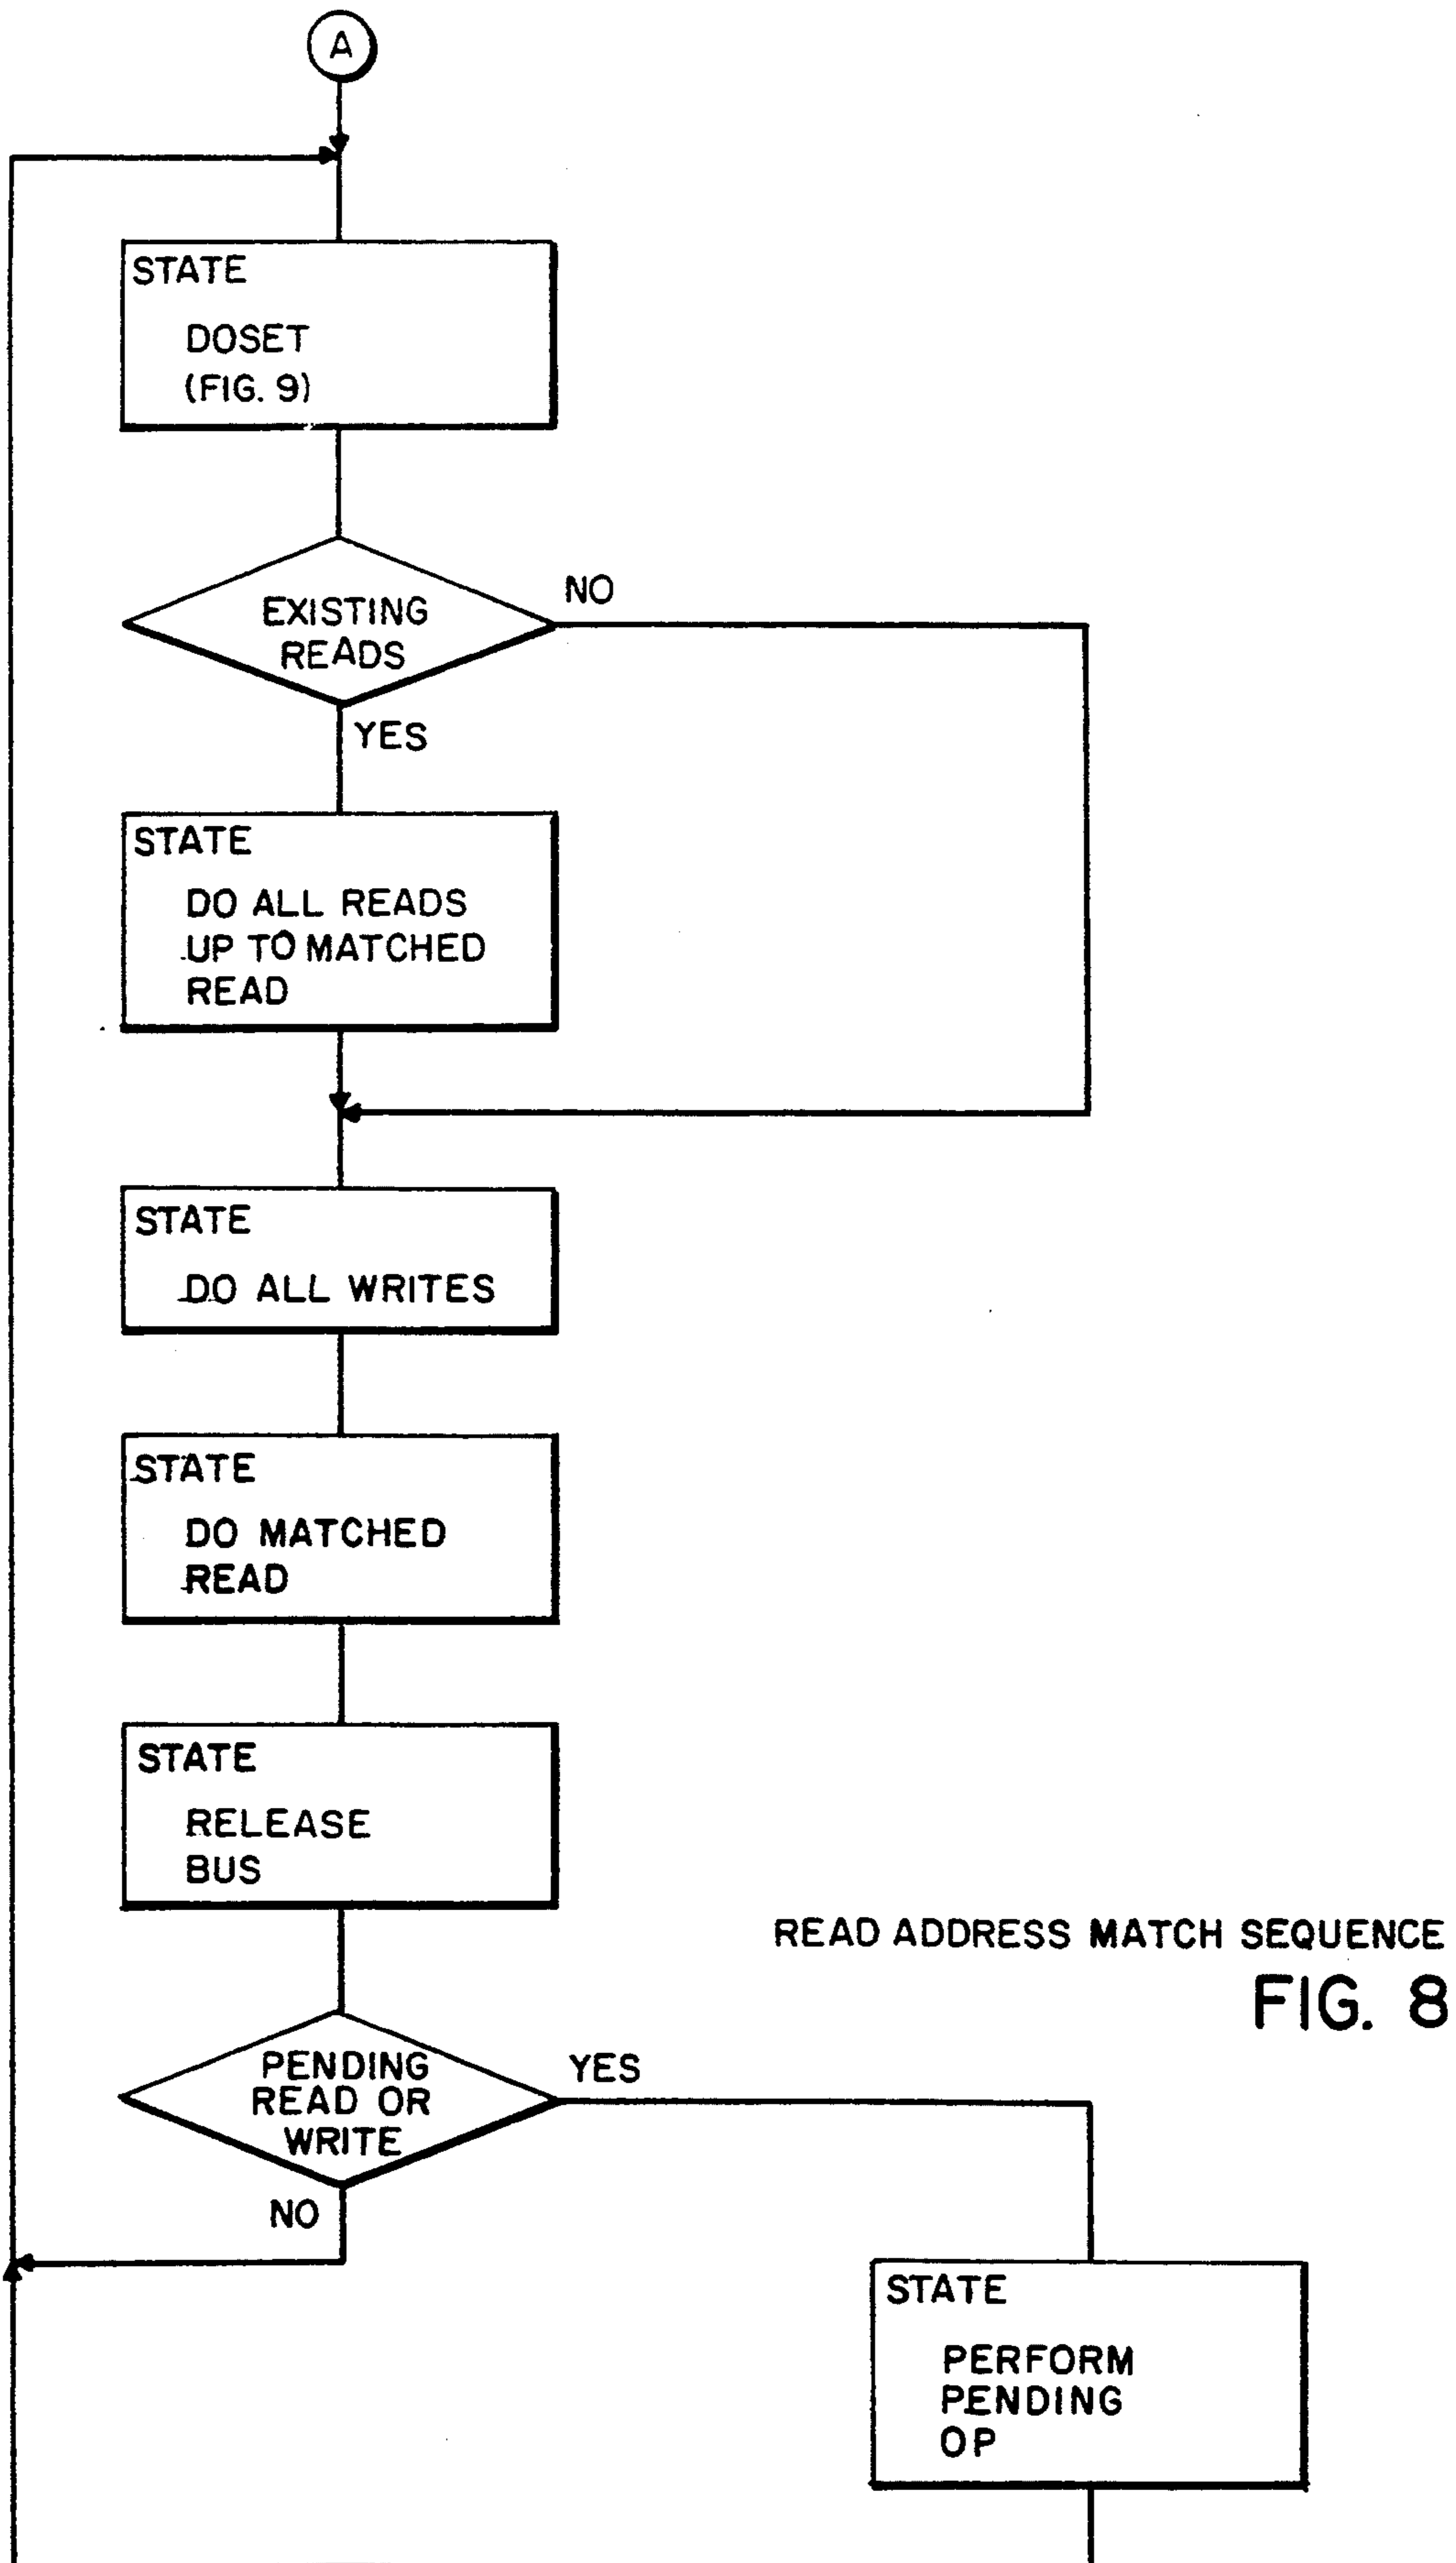 A
STATE
DOSET
(FIG. 9)
EXISTING
READS
NO
YES
STATE
DO ALL READS
UP TO MATCHED
READ
STATE
DO ALL WRITES
STATE
DO MATCHED
READ
STATE
RELEASE
BUS
READ ADDRESS MATCH SEQUENCE
FIG. 8
PENDING
READ OR
WRITE
YES
NO
STATE
PERFORM
PENDING
OP